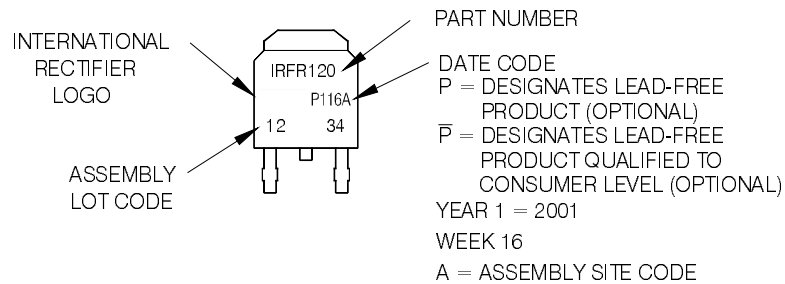 INTERNATIONAL
RECTIFIER
LOGO
ASSEMBLY
LOT CODE
IRFR120
P116A
12 34
PART NUMBER
DATE CODE
P = DESIGNATES LEAD-FREE
PRODUCT (OPTIONAL)
P̅ = DESIGNATES LEAD-FREE
PRODUCT QUALIFIED TO
CONSUMER LEVEL (OPTIONAL)
YEAR 1 = 2001
WEEK 16
A = ASSEMBLY SITE CODE